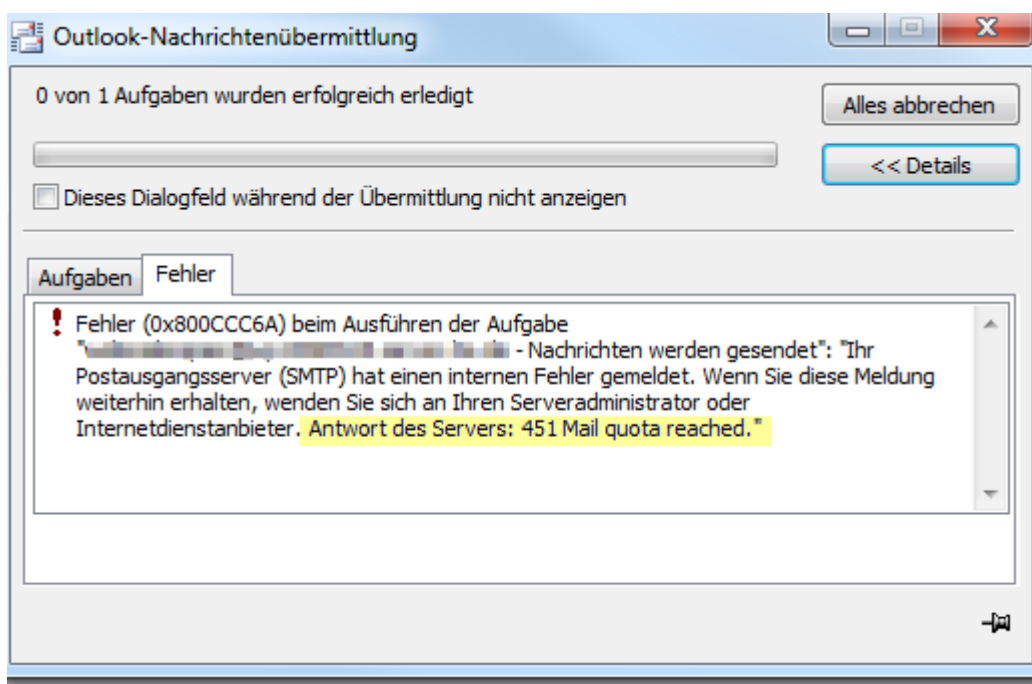 Outlook-Nachrichtenübermittlung
0 von 1 Aufgaben wurden erfolgreich erledigt
Alles abbrechen
<< Details
Dieses Dialogfeld während der Übermittlung nicht anzeigen
Aufgaben
Fehler
Fehler (0x800CCC6A) beim Ausführen der Aufgabe
- Nachrichten werden gesendet": "Ihr
Postausgangsserver (SMTP) hat einen internen Fehler gemeldet. Wenn Sie diese Meldung
weiterhin erhalten, wenden Sie sich an Ihren Serveradministrator oder
Internetdienstanbieter. Antwort des Servers: 451 Mail quota reached."